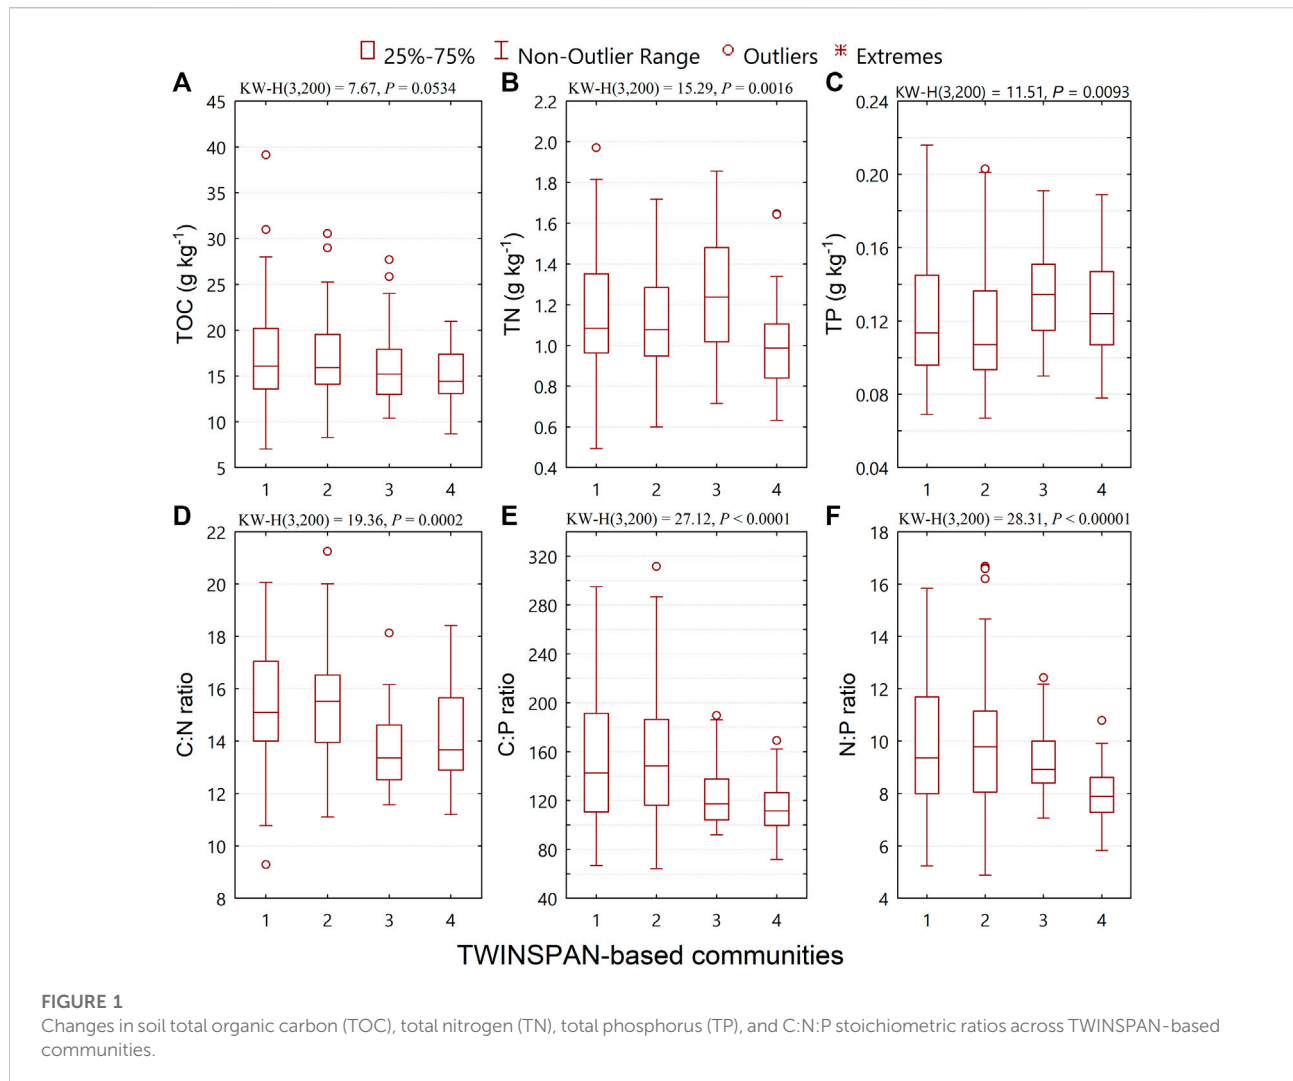 25%-75% Non-Outlier Range Outliers Extremes
A KW-H(3,200) = 7.67, P = 0.0534
45
40
35
30
25
20
15
10
5
TOC (g kg-1)
1 2 3 4
B KW-H(3,200) = 15.29, P = 0.0016
2.2
2.0
1.8
1.6
1.4
1.2
1.0
0.8
0.6
0.4
TN (g kg-1)
1 2 3 4
C KW-H(3,200) = 11.51, P = 0.0093
0.24
0.20
0.16
0.12
0.08
0.04
TP (g kg-1)
1 2 3 4
D KW-H(3,200) = 19.36, P = 0.0002
22
20
18
16
14
12
10
8
C:N ratio
1 2 3 4
E KW-H(3,200) = 27.12, P < 0.0001
320
280
240
200
160
120
80
40
C:P ratio
1 2 3 4
F KW-H(3,200) = 28.31, P < 0.00001
18
16
14
12
10
8
6
4
N:P ratio
1 2 3 4
TWINSPAN-based communities
FIGURE 1
Changes in soil total organic carbon (TOC), total nitrogen (TN), total phosphorus (TP), and C:N:P stoichiometric ratios across TWINSPAN-based
communities.